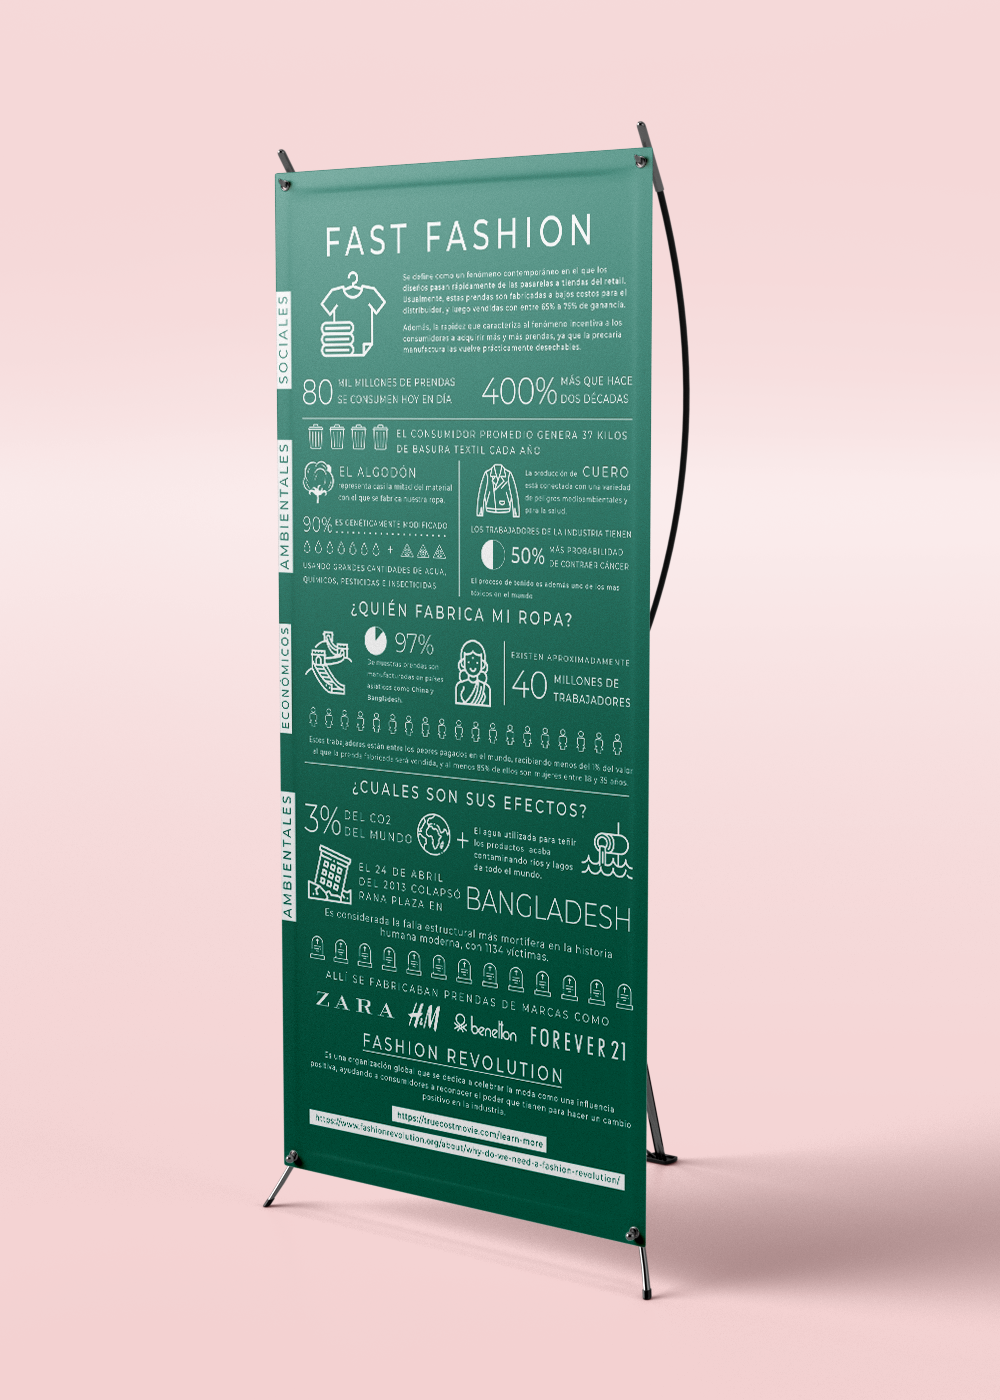 FAST FASHION
Se define como un fenómeno contemporáneo en el que los
diseños pasan rápidamente de las pasarelas a tiendas del retail.
Usualmente, estas prendas son fabricadas a bajos costos para el
distribuidor, y luego vendidas con entre 65% a 75% de ganancia.
Además, la rapidez que caracteriza al fenómeno incentiva a los
consumidores a adquirir más y más prendas, ya que la precaria
manufactura las vuelve prácticamente desechables.
SOCIALES
80 MIL MILLONES DE PRENDAS
SE CONSUMEN HOY EN DÍA
400% MÁS QUE HACE
DOS DÉCADAS
EL CONSUMIDOR PROMEDIO GENERA 37 KILOS
DE BASURA TEXTIL CADA AÑO
AMBIENTALES
EL ALGODÓN
representa casi la mitad del material
con el que se fabrica nuestra ropa.
90% ES GENÉTICAMENTE MODIFICADO
+
USANDO GRANDES CANTIDADES DE AGUA,
QUÍMICOS, PESTICIDAS E INSECTICIDAS
La producción de CUERO
está conectada con una variedad
de peligros medioambientales y
para la salud.
LOS TRABAJADORES DE LA INDUSTRIA TIENEN
50% MÁS PROBABILIDAD
DE CONTRAER CÁNCER
El proceso de teñido es además uno de los mas
tóxicos en el mundo
¿QUIÉN FABRICA MI ROPA?
ECONÓMICOS
97%
De nuestras prendas son
manufacturadas en países
asiáticos como China y
Bangladesh.
EXISTEN APROXIMADAMENTE
40 MILLONES DE
TRABAJADORES
Estos trabajadores están entre los peores pagados en el mundo, recibiendo menos del 1% del valor
al que la prenda fabricada será vendida, y al menos 85% de ellos son mujeres entre 18 y 35 años.
¿CUALES SON SUS EFECTOS?
AMBIENTALES
3% DEL CO2
DEL MUNDO
+
El agua utilizada para teñir
los productos acaba
contaminando ríos y lagos
de todo el mundo.
EL 24 DE ABRIL
DEL 2013 COLAPSÓ
RANA PLAZA EN
BANGLADESH
Es considerada la falla estructural más mortífera en la historia
humana moderna, con 1134 víctimas.
ALLÍ SE FABRICABAN PRENDAS DE MARCAS COMO
ZARA H&M benetton FOREVER 21
FASHION REVOLUTION
Es una organización global que se dedica a celebrar la moda como una influencia
positiva, ayudando a consumidores a reconocer el poder que tienen para hacer un cambio
positivo en la industria.
https://truecostmovie.com/learn-more
https://www.fashionrevolution.org/about/why-do-we-need-a-fashion-revolution/